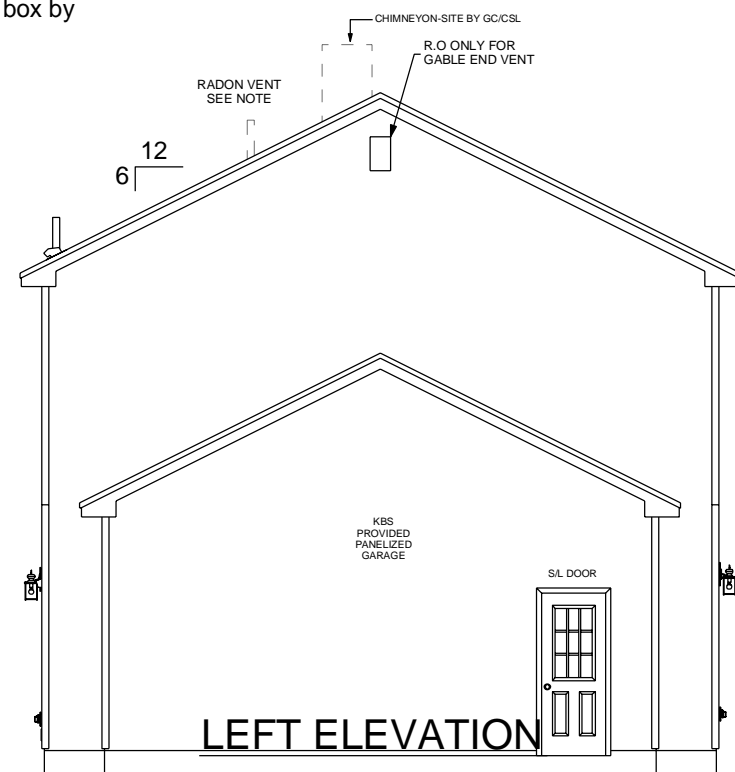 box by
CHIMNEYON-SITE BY GC/CSL
R.O ONLY FOR
GABLE END VENT
RADON VENT
SEE NOTE
12
6
KBS
PROVIDED
PANELIZED
GARAGE
S/L DOOR
LEFT ELEVATION